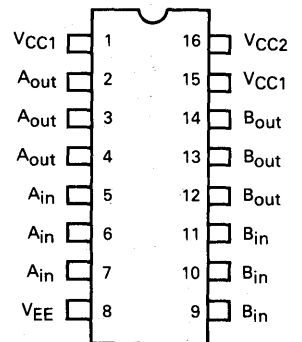 VCC1 1 16 VCC2
Aout 2 15 VCC1
Aout 3 14 Bout
Aout 4 13 Bout
Ain 5 12 Bout
Ain 6 11 Bin
Ain 7 10 Bin
VEE 8 9 Bin